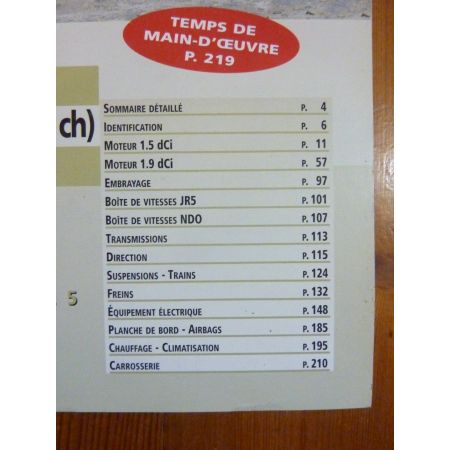 TEMPS DE
MAIN-D'ŒUVRE
P. 219
ch)
SOMMAIRE DÉTAILLÉ P. 4
IDENTIFICATION P. 6
MOTEUR 1.5 dCi P. 11
MOTEUR 1.9 dCi P. 57
EMBRAYAGE P. 97
BOÎTE DE VITESSES JR5 P. 101
BOÎTE DE VITESSES NDO P. 107
TRANSMISSIONS P. 113
DIRECTION P. 115
SUSPENSIONS - TRAINS P. 124
FREINS P. 132
ÉQUIPEMENT ÉLECTRIQUE P. 148
PLANCHE DE BORD - AIRBAGS P. 185
CHAUFFAGE - CLIMATISATION P. 195
CARROSSERIE P. 210
5